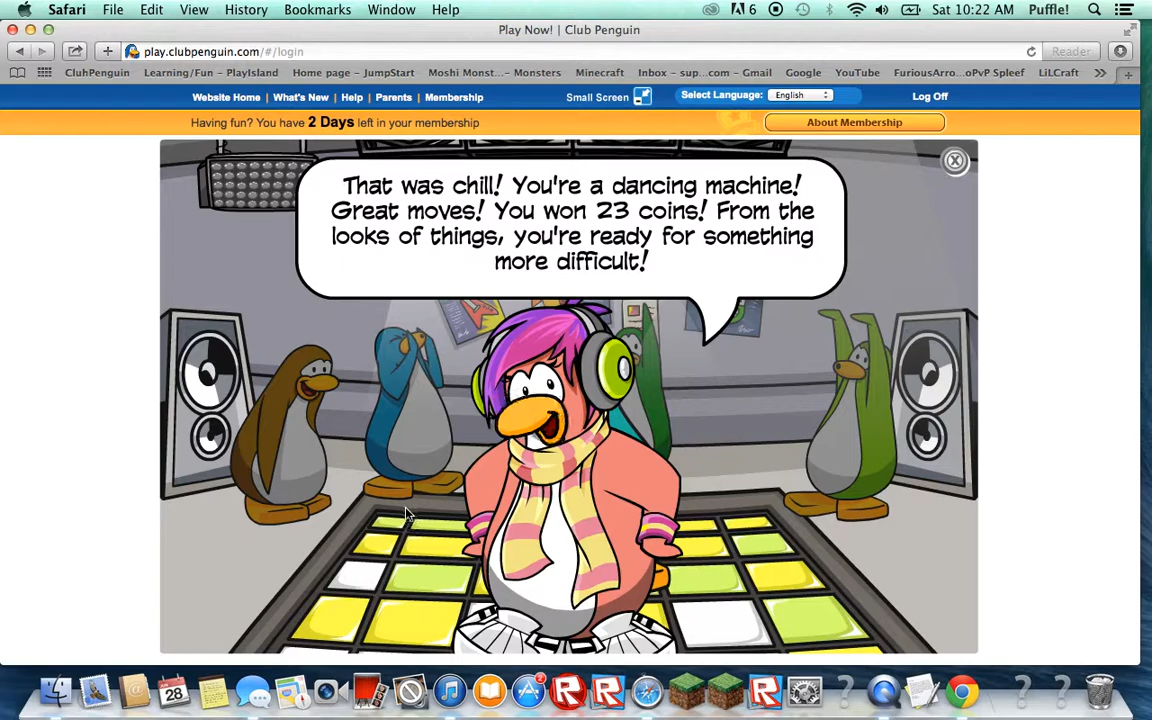 Safari File Edit View History Bookmarks Window Help 6 Sat 10:22 AM Puffle!
Play Now! | Club Penguin
play.clubpenguin.com/#/login Reader
ClubPenguin Learning/Fun - PlayIsland Home page - JumpStart Moshi Monst...- Monsters Minecraft Inbox - sup...com - Gmail Google YouTube FuriousArro...oPvP Spleef LiLCraft
Website Home | What's New | Help | Parents | Membership Small Screen Select Language: English Log Off
Having fun? You have 2 Days left in your membership About Membership
That was chill! You're a dancing machine!
Great moves! You won 23 coins! From the
looks of things, you're ready for something
more difficult!
28
2